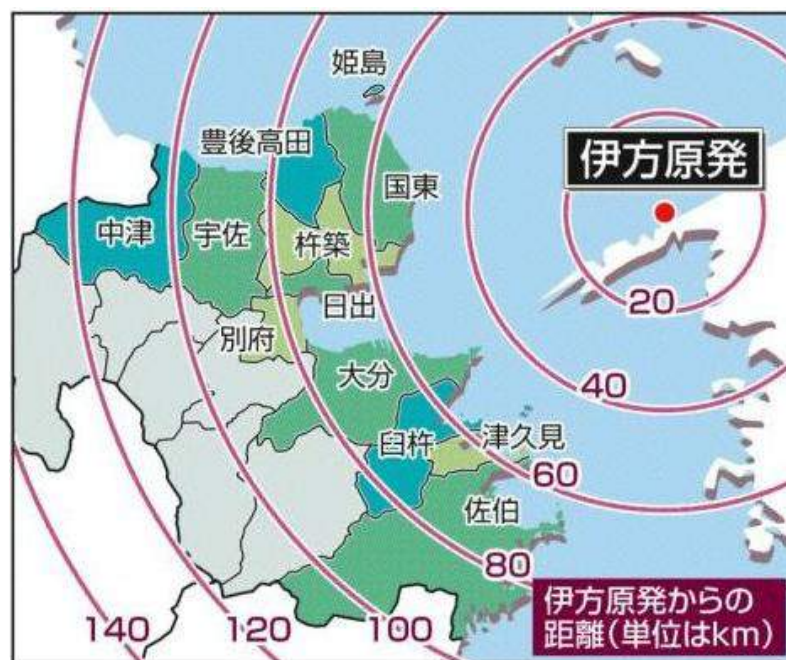 姫島
豊後高田
伊方原発
国東
中津
宇佐
杵築
日出
20
別府
大分
40
臼杵
津久見
60
佐伯
80
伊方原発からの
距離(単位はkm)
140
120
100